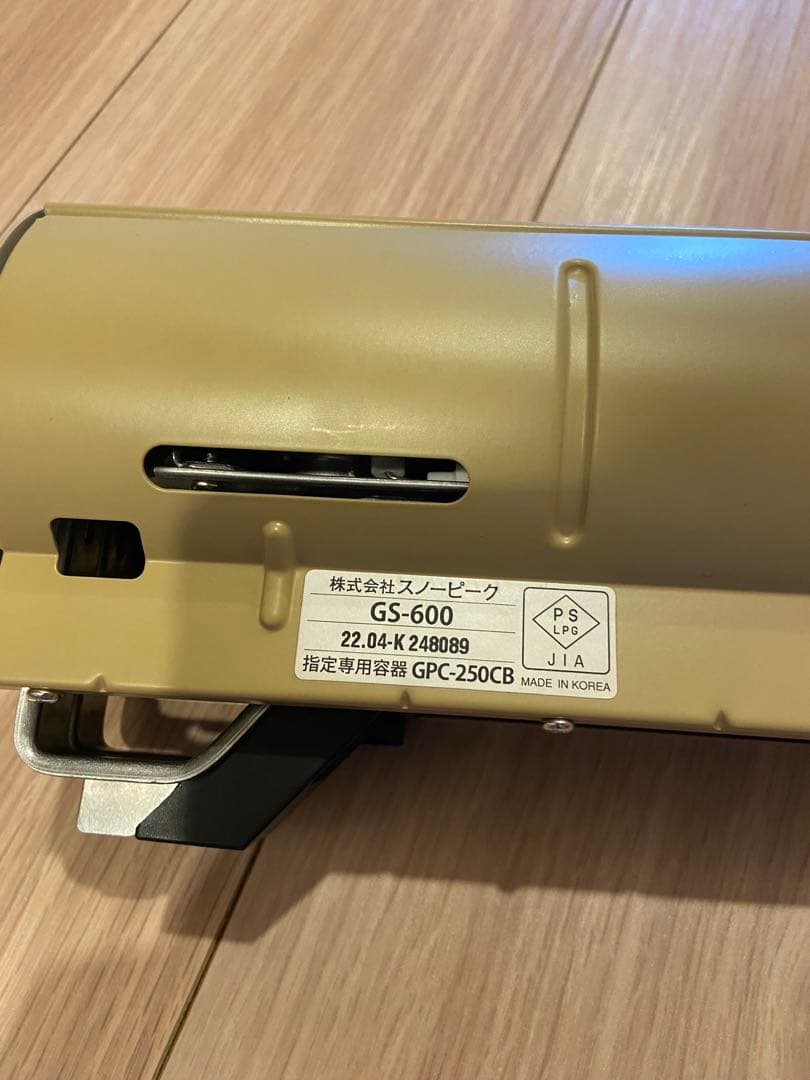 株式会社スノーピーク
GS-600
22.04-K 248089
指定専用容器 GPC-250CB
PS
LPG
JIA
MADE IN KOREA